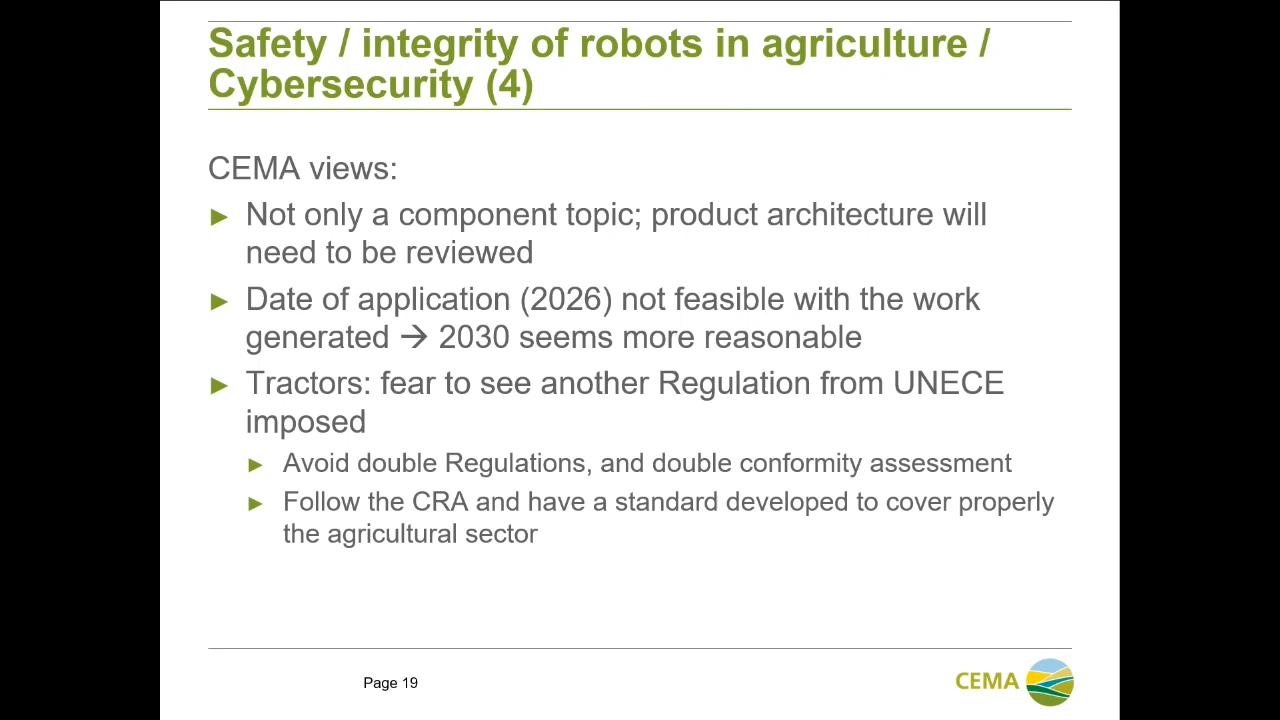 Safety / integrity of robots in agriculture /
Cybersecurity (4)
CEMA views:
► Not only a component topic; product architecture will
need to be reviewed
► Date of application (2026) not feasible with the work
generated → 2030 seems more reasonable
► Tractors: fear to see another Regulation from UNECE
imposed
► Avoid double Regulations, and double conformity assessment
► Follow the CRA and have a standard developed to cover properly
the agricultural sector
Page 19
CEMA